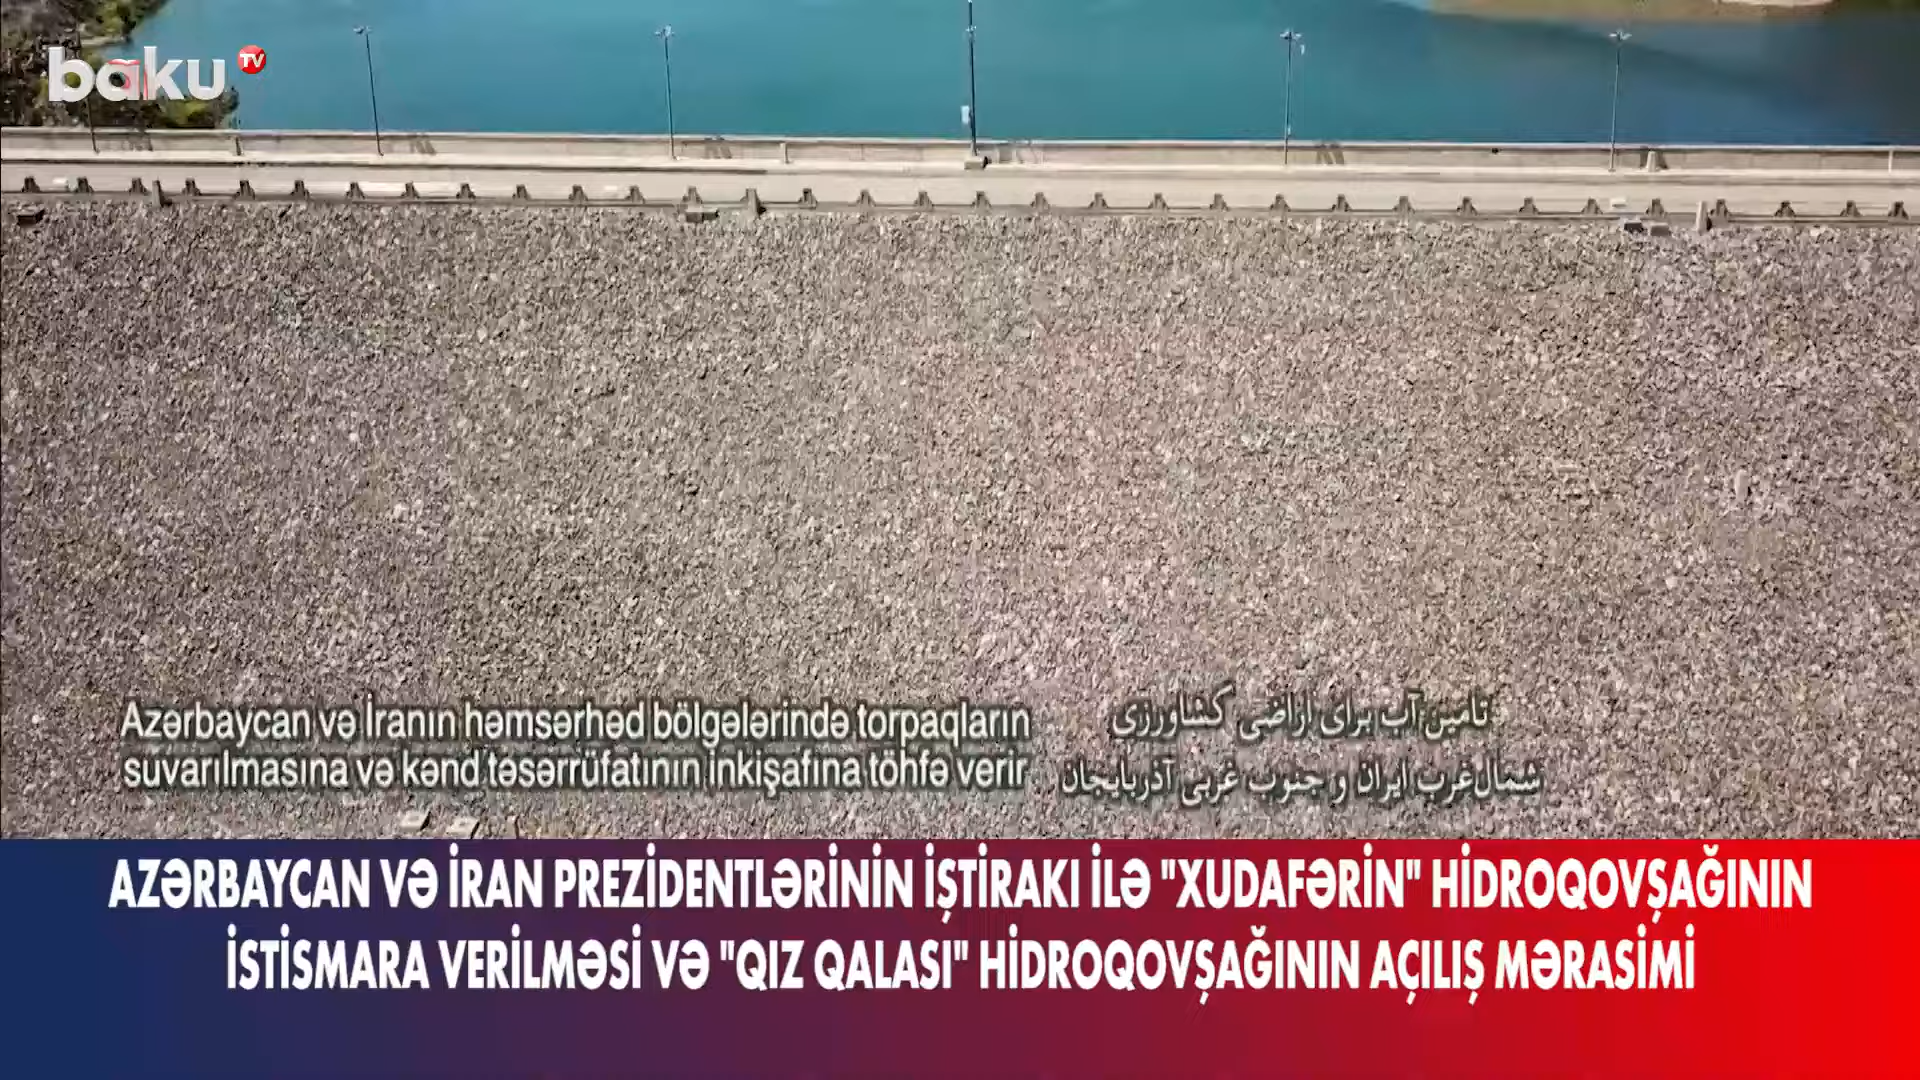 baku TV
Azərbaycan və İranın həmsərhəd bölgələrində torpaqların
suvarılmasına və kənd təsərrüfatının inkişafına töhfə verir
تامین آب برای اراضی کشاورزی
شمال‌غرب ایران و جنوب غربی آذربایجان
AZƏRBAYCAN VƏ İRAN PREZİDENTLƏRİNİN İŞTİRAKI İLƏ "XUDAFƏRİN" HİDROQOVŞAĞININ
İSTİSMARA VERİLMƏSİ VƏ "QIZ QALASI" HİDROQOVŞAĞININ AÇILIŞ MƏRASİMİ